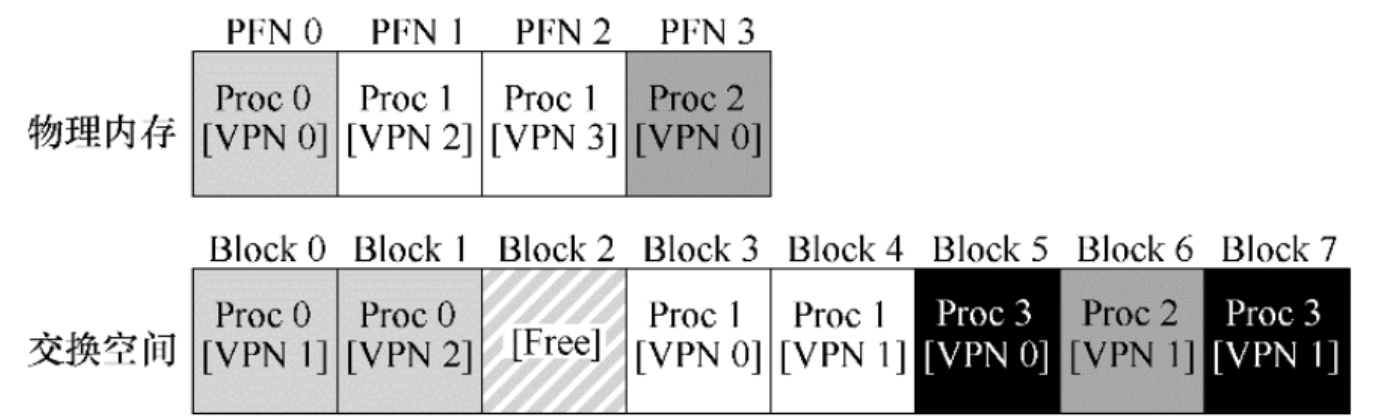 PFN 0 PFN 1 PFN 2 PFN 3
物理内存
Proc 0 Proc 1 Proc 1 Proc 2
[VPN 0] [VPN 2] [VPN 3] [VPN 0]
Block 0 Block 1 Block 2 Block 3 Block 4 Block 5 Block 6 Block 7
交换空间
Proc 0 Proc 0 [Free] Proc 1 Proc 1 Proc 3 Proc 2 Proc 3
[VPN 1] [VPN 2] [VPN 0] [VPN 1] [VPN 0] [VPN 1] [VPN 1]